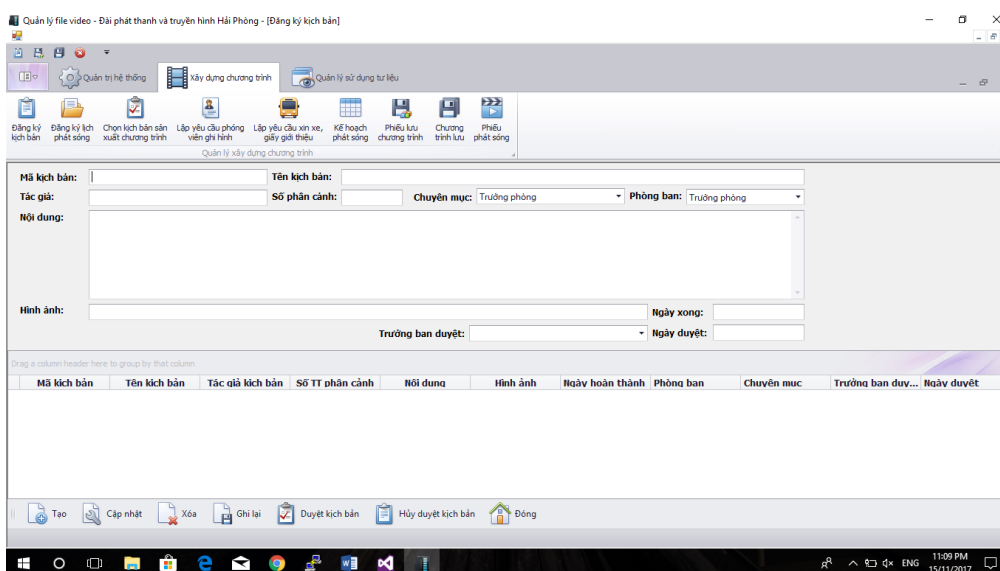 Quản lý file video - Đài phát thanh và truyền hình Hải Phòng - [Đăng ký kịch bản]
Quản trị hệ thống Xây dựng chương trình Quản lý sử dụng tư liệu
Đăng ký kịch bản Đăng ký lịch phát sóng Chọn kịch bản sản xuất chương trình Lập yêu cầu phóng viên ghi hình Lập yêu cầu xin xe, giấy giới thiệu Kế hoạch phát sóng Phiếu lưu chương trình Chương trình lưu Phiếu phát sóng
Quản lý xây dựng chương trình
Mã kịch bản: Tên kịch bản:
Tác giả: Số phân cảnh: Chuyên mục: Trưởng phòng Phòng ban: Trưởng phòng
Nội dung:
Hình ảnh: Ngày xong:
Trưởng ban duyệt: Ngày duyệt:
Drag a column header here to group by that column
Mã kịch bản Tên kịch bản Tác giả kịch bản Số TT phân cảnh Nội dung Hình ảnh Ngày hoàn thành Phòng ban Chuyên mục Trưởng ban duy... Ngày duyệt
Tạo Cập nhật Xóa Ghi lại Duyệt kịch bản Hủy duyệt kịch bản Đóng
ENG 11:09 PM
15/11/2017